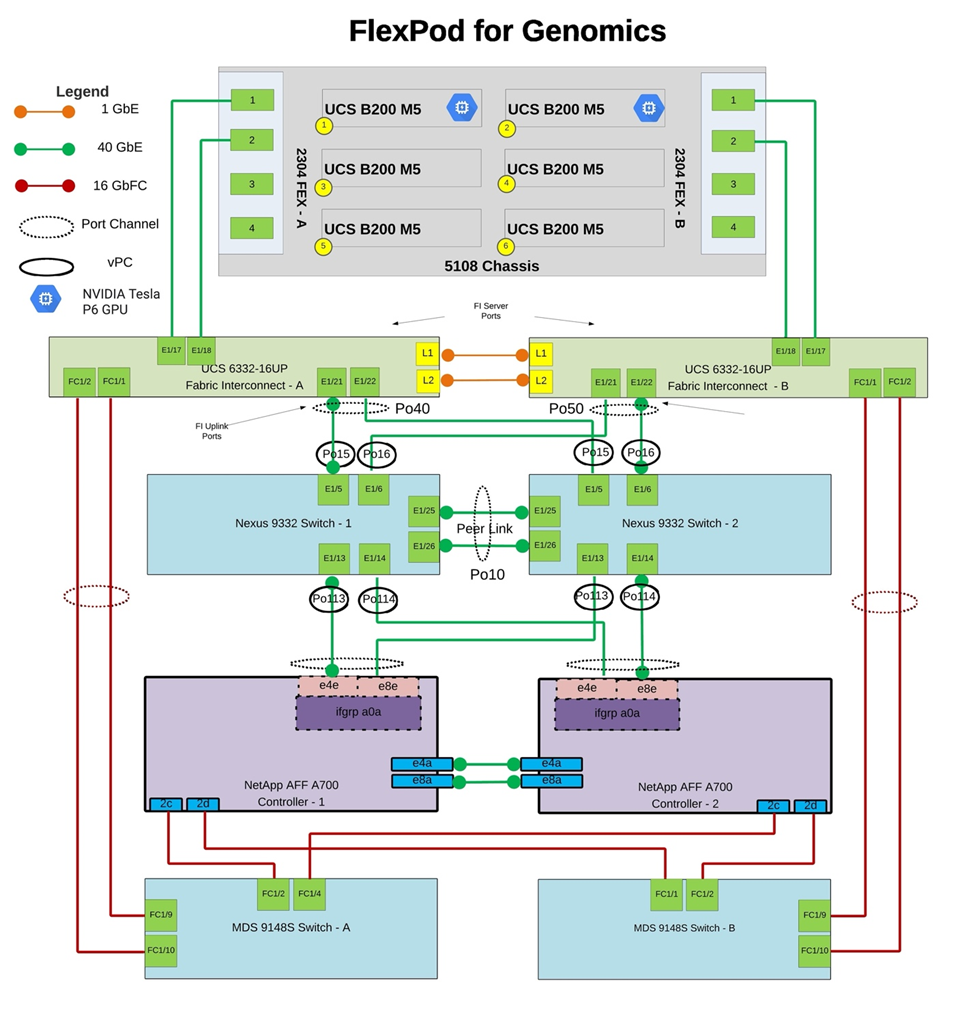 FlexPod for Genomics
Legend
1 GbE
40 GbE
16 GbFC
Port Channel
vPC
NVIDIA Tesla
P6 GPU
1
2
3
4
2304 FEX - A
UCS B200 M5
1
UCS B200 M5
2
UCS B200 M5
3
UCS B200 M5
4
UCS B200 M5
5
UCS B200 M5
6
5108 Chassis
2304 FEX - B
1
2
3
4
FI Server
Ports
E1/17
E1/18
UCS 6332-16UP
Fabric Interconnect - A
FC1/2
FC1/1
E1/21
E1/22
L1
L2
L1
L2
E1/18
E1/17
UCS 6332-16UP
Fabric Interconnect - B
E1/21
E1/22
FC1/1
FC1/2
Po40
Po50
FI Uplink
Ports
Po15
Po16
Po15
Po16
E1/5
E1/6
Nexus 9332 Switch - 1
E1/25
E1/26
E1/13
E1/14
Peer Link
Po10
E1/5
E1/6
E1/25
E1/26
Nexus 9332 Switch - 2
E1/13
E1/14
Po113
Po114
Po113
Po114
e4e
e8e
ifgrp a0a
e4e
e8e
ifgrp a0a
e4a
e8a
e4a
e8a
NetApp AFF A700
Controller - 1
2c
2d
NetApp AFF A700
Controller - 2
2c
2d
FC1/2
FC1/4
FC1/9
FC1/10
MDS 9148S Switch - A
FC1/1
FC1/2
MDS 9148S Switch - B
FC1/9
FC1/10